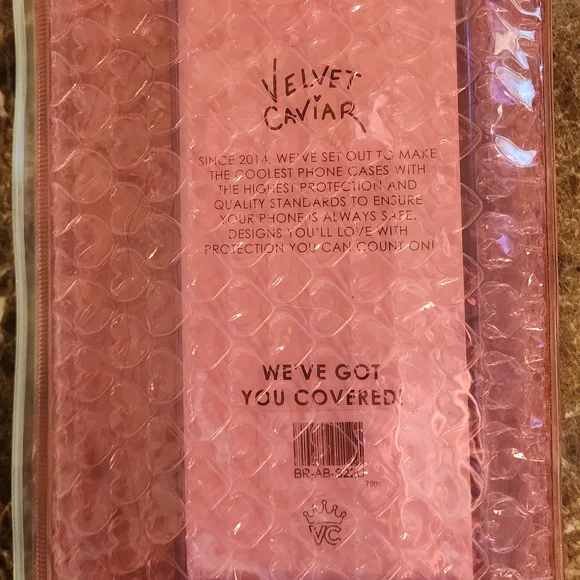 VELVET
CAVIAR
SINCE 2014, WE'VE SET OUT TO MAKE
THE COOLEST PHONE CASES WITH
THE HIGHEST PROTECTION AND
QUALITY STANDARDS TO ENSURE
YOUR PHONE IS ALWAYS SAFE.
DESIGNS YOU'LL LOVE WITH
PROTECTION YOU CAN COUNT ON!
WE'VE GOT
YOU COVERED!
VC